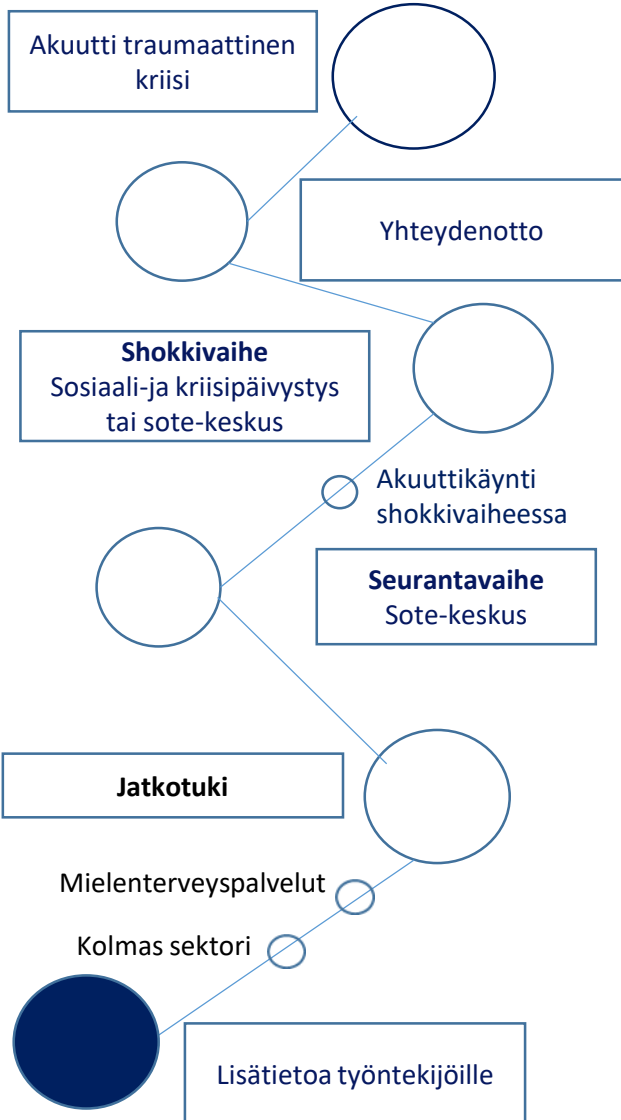 Akuutti traumaattinen
kriisi
Yhteydenotto
Shokkivaihe
Sosiaali-ja kriisipäivystys
tai sote-keskus
Akuuttikäynti
shokkivaiheessa
Seurantavaihe
Sote-keskus
Jatkotuki
Mielenterveyspalvelut
Kolmas sektori
Lisätietoa työntekijöille